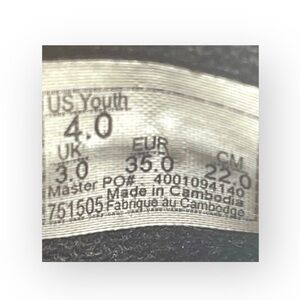 US Youth
4.0
UK EUR CM
3.0 35.0 22.0
Master PO# - 4001094140
751505 Made in Cambodia
Fabriqué au Cambodge